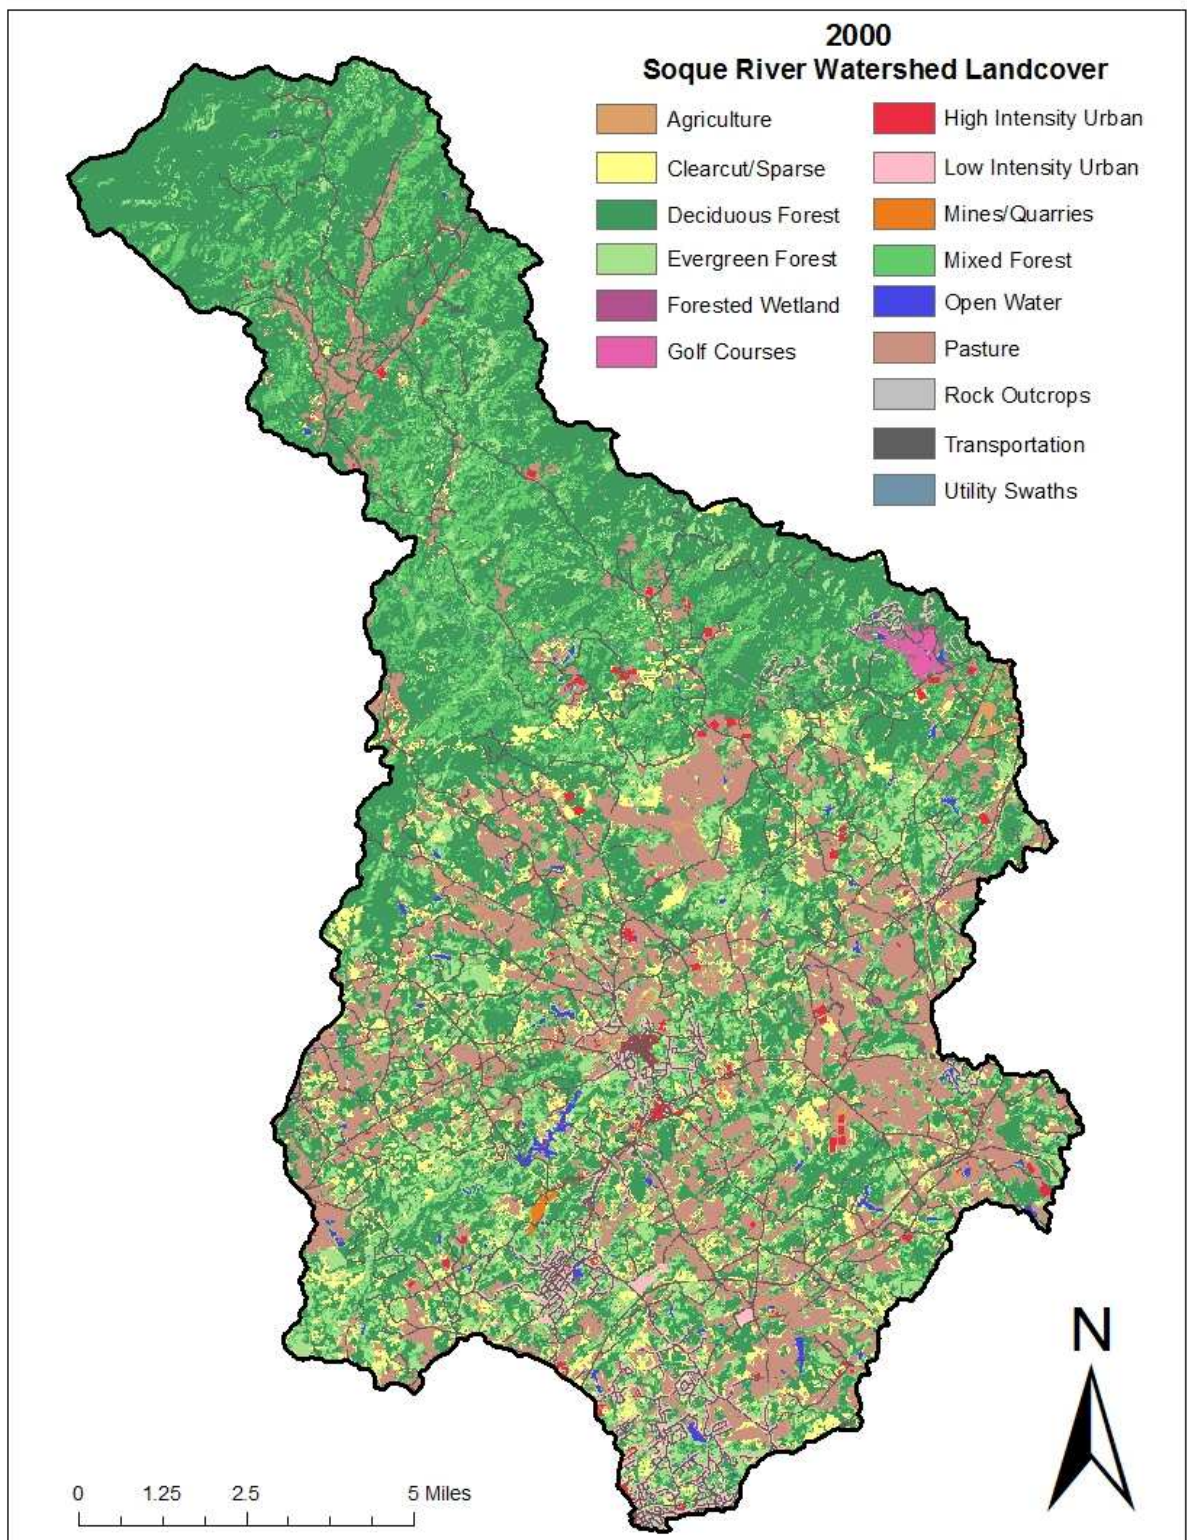 2000
Soque River Watershed Landcover
Agriculture
Clearcut/Sparse
Deciduous Forest
Evergreen Forest
Forested Wetland
Golf Courses
High Intensity Urban
Low Intensity Urban
Mines/Quarries
Mixed Forest
Open Water
Pasture
Rock Outcrops
Transportation
Utility Swaths
N
0 1.25 2.5 5 Miles